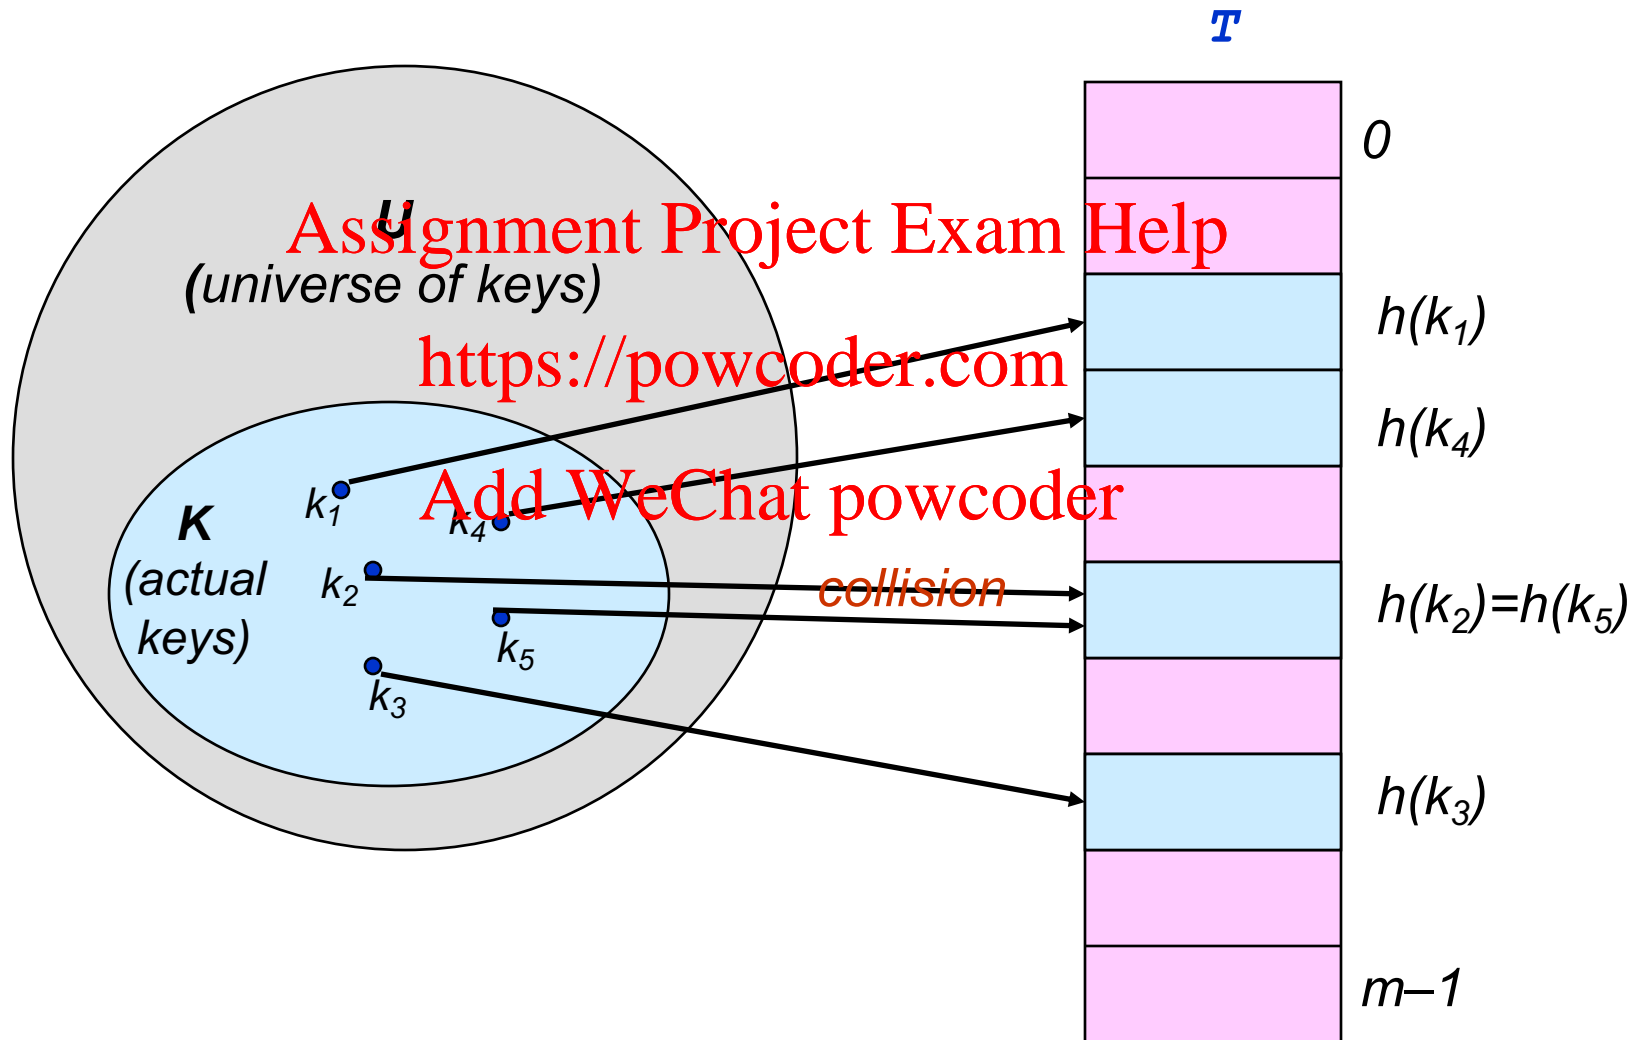 T
0
U
Assignment Project Exam Help
(universe of keys)
h(k1)
https://powcoder.com
h(k4)
k1
Add WeChat powcoder
k4
K
(actual
keys)
k2
collision
h(k2)=h(k5)
k5
k3
h(k3)
m–1